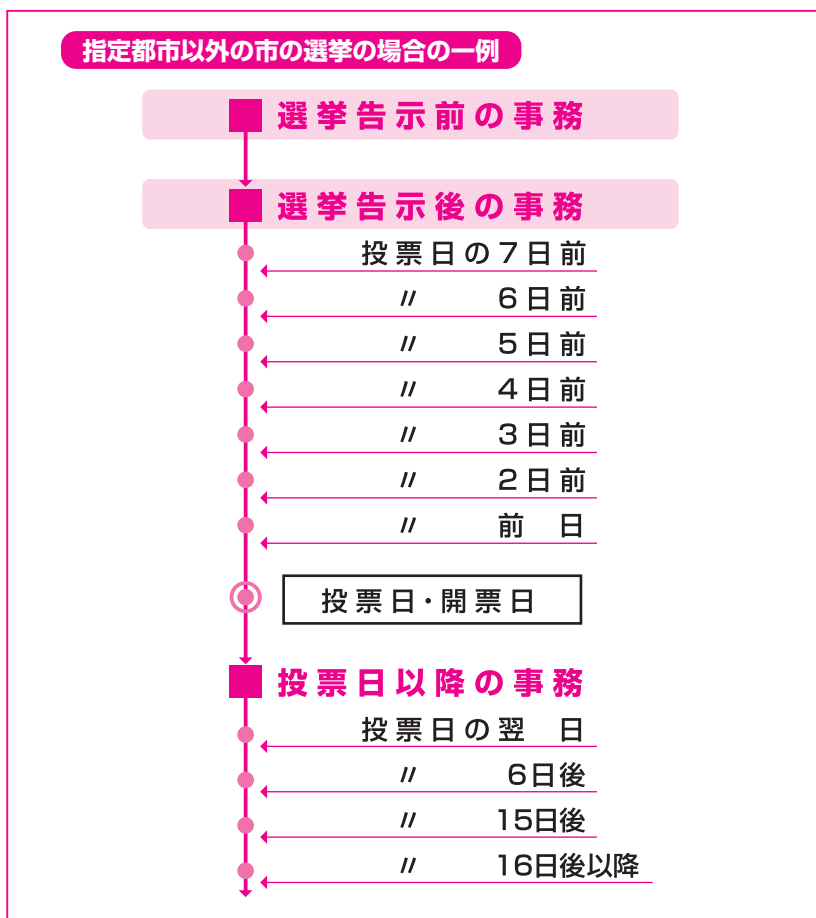 指定都市以外の市の選挙の場合の一例
選挙告示前の事務
選挙告示後の事務
投票日の7日前
〃 6日前
〃 5日前
〃 4日前
〃 3日前
〃 2日前
〃 前 日
投票日・開票日
投票日以降の事務
投票日の翌 日
〃 6日後
〃 15日後
〃 16日後以降